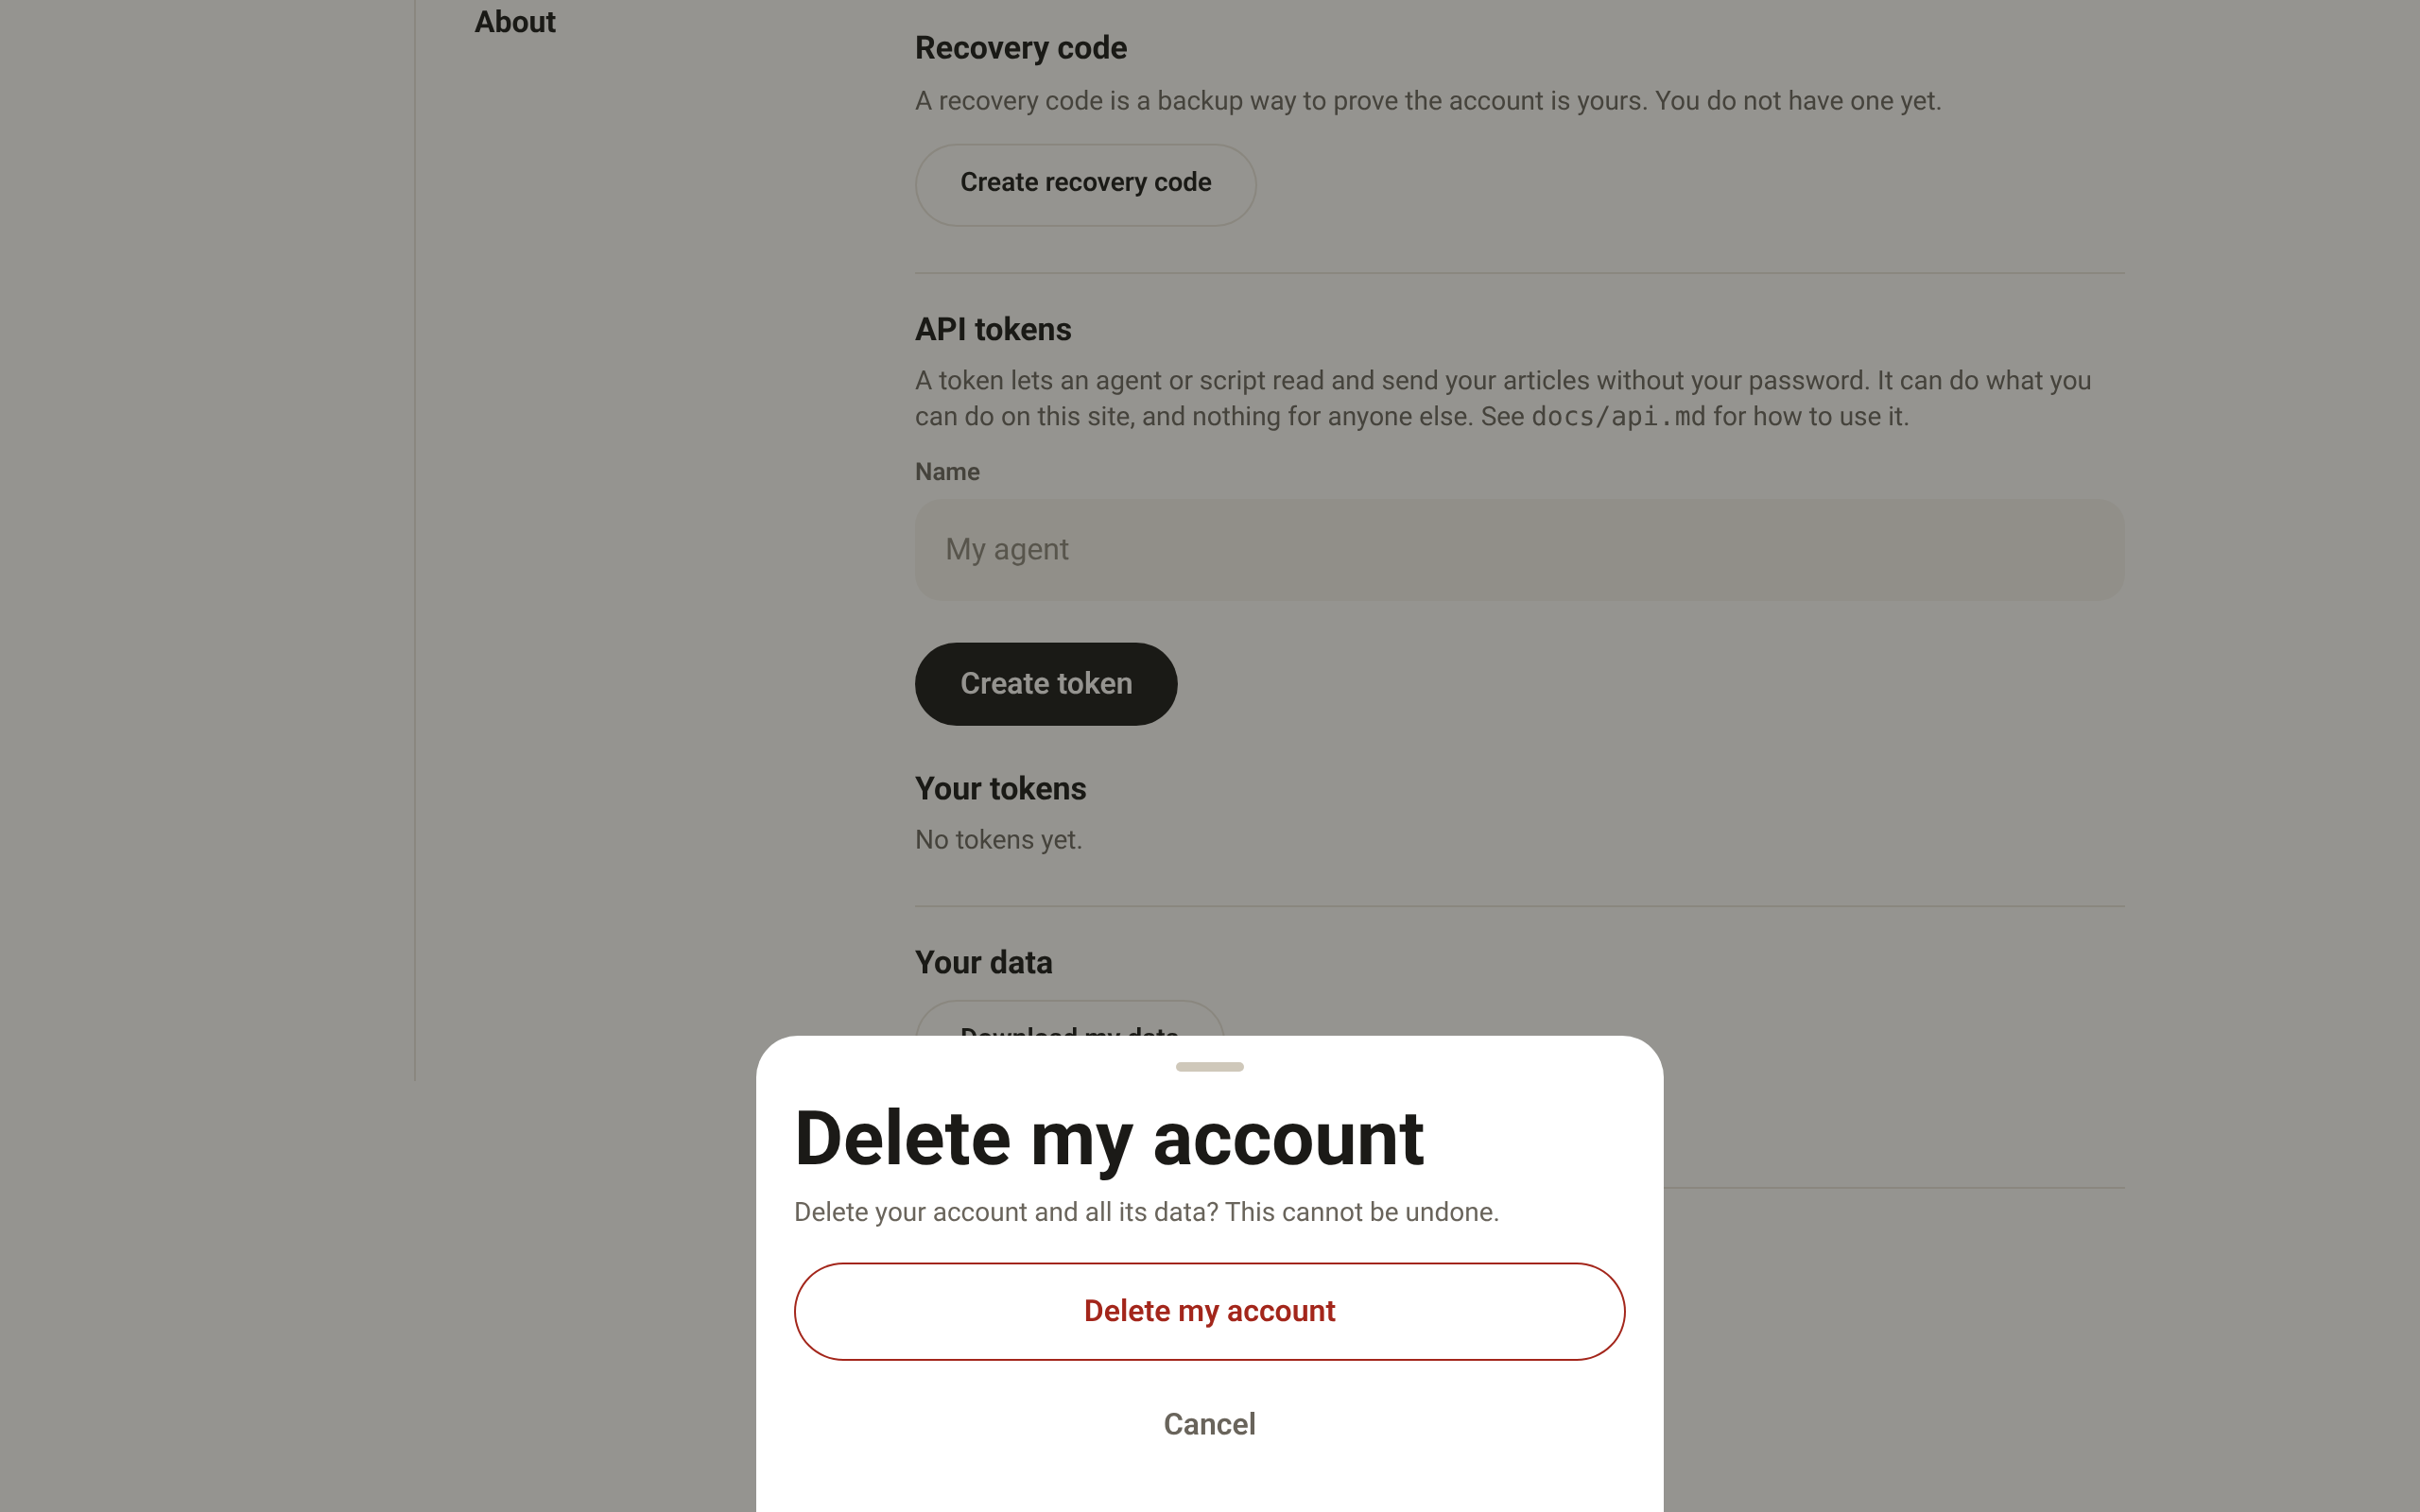 About
Recovery code
A recovery code is a backup way to prove the account is yours. You do not have one yet.
Create recovery code
API tokens
A token lets an agent or script read and send your articles without your password. It can do what you
can do on this site, and nothing for anyone else. See docs/api.md for how to use it.
Name
My agent
Create token
Your tokens
No tokens yet.
Your data
Download my data
Delete my account
Delete your account and all its data? This cannot be undone.
Delete my account
Cancel